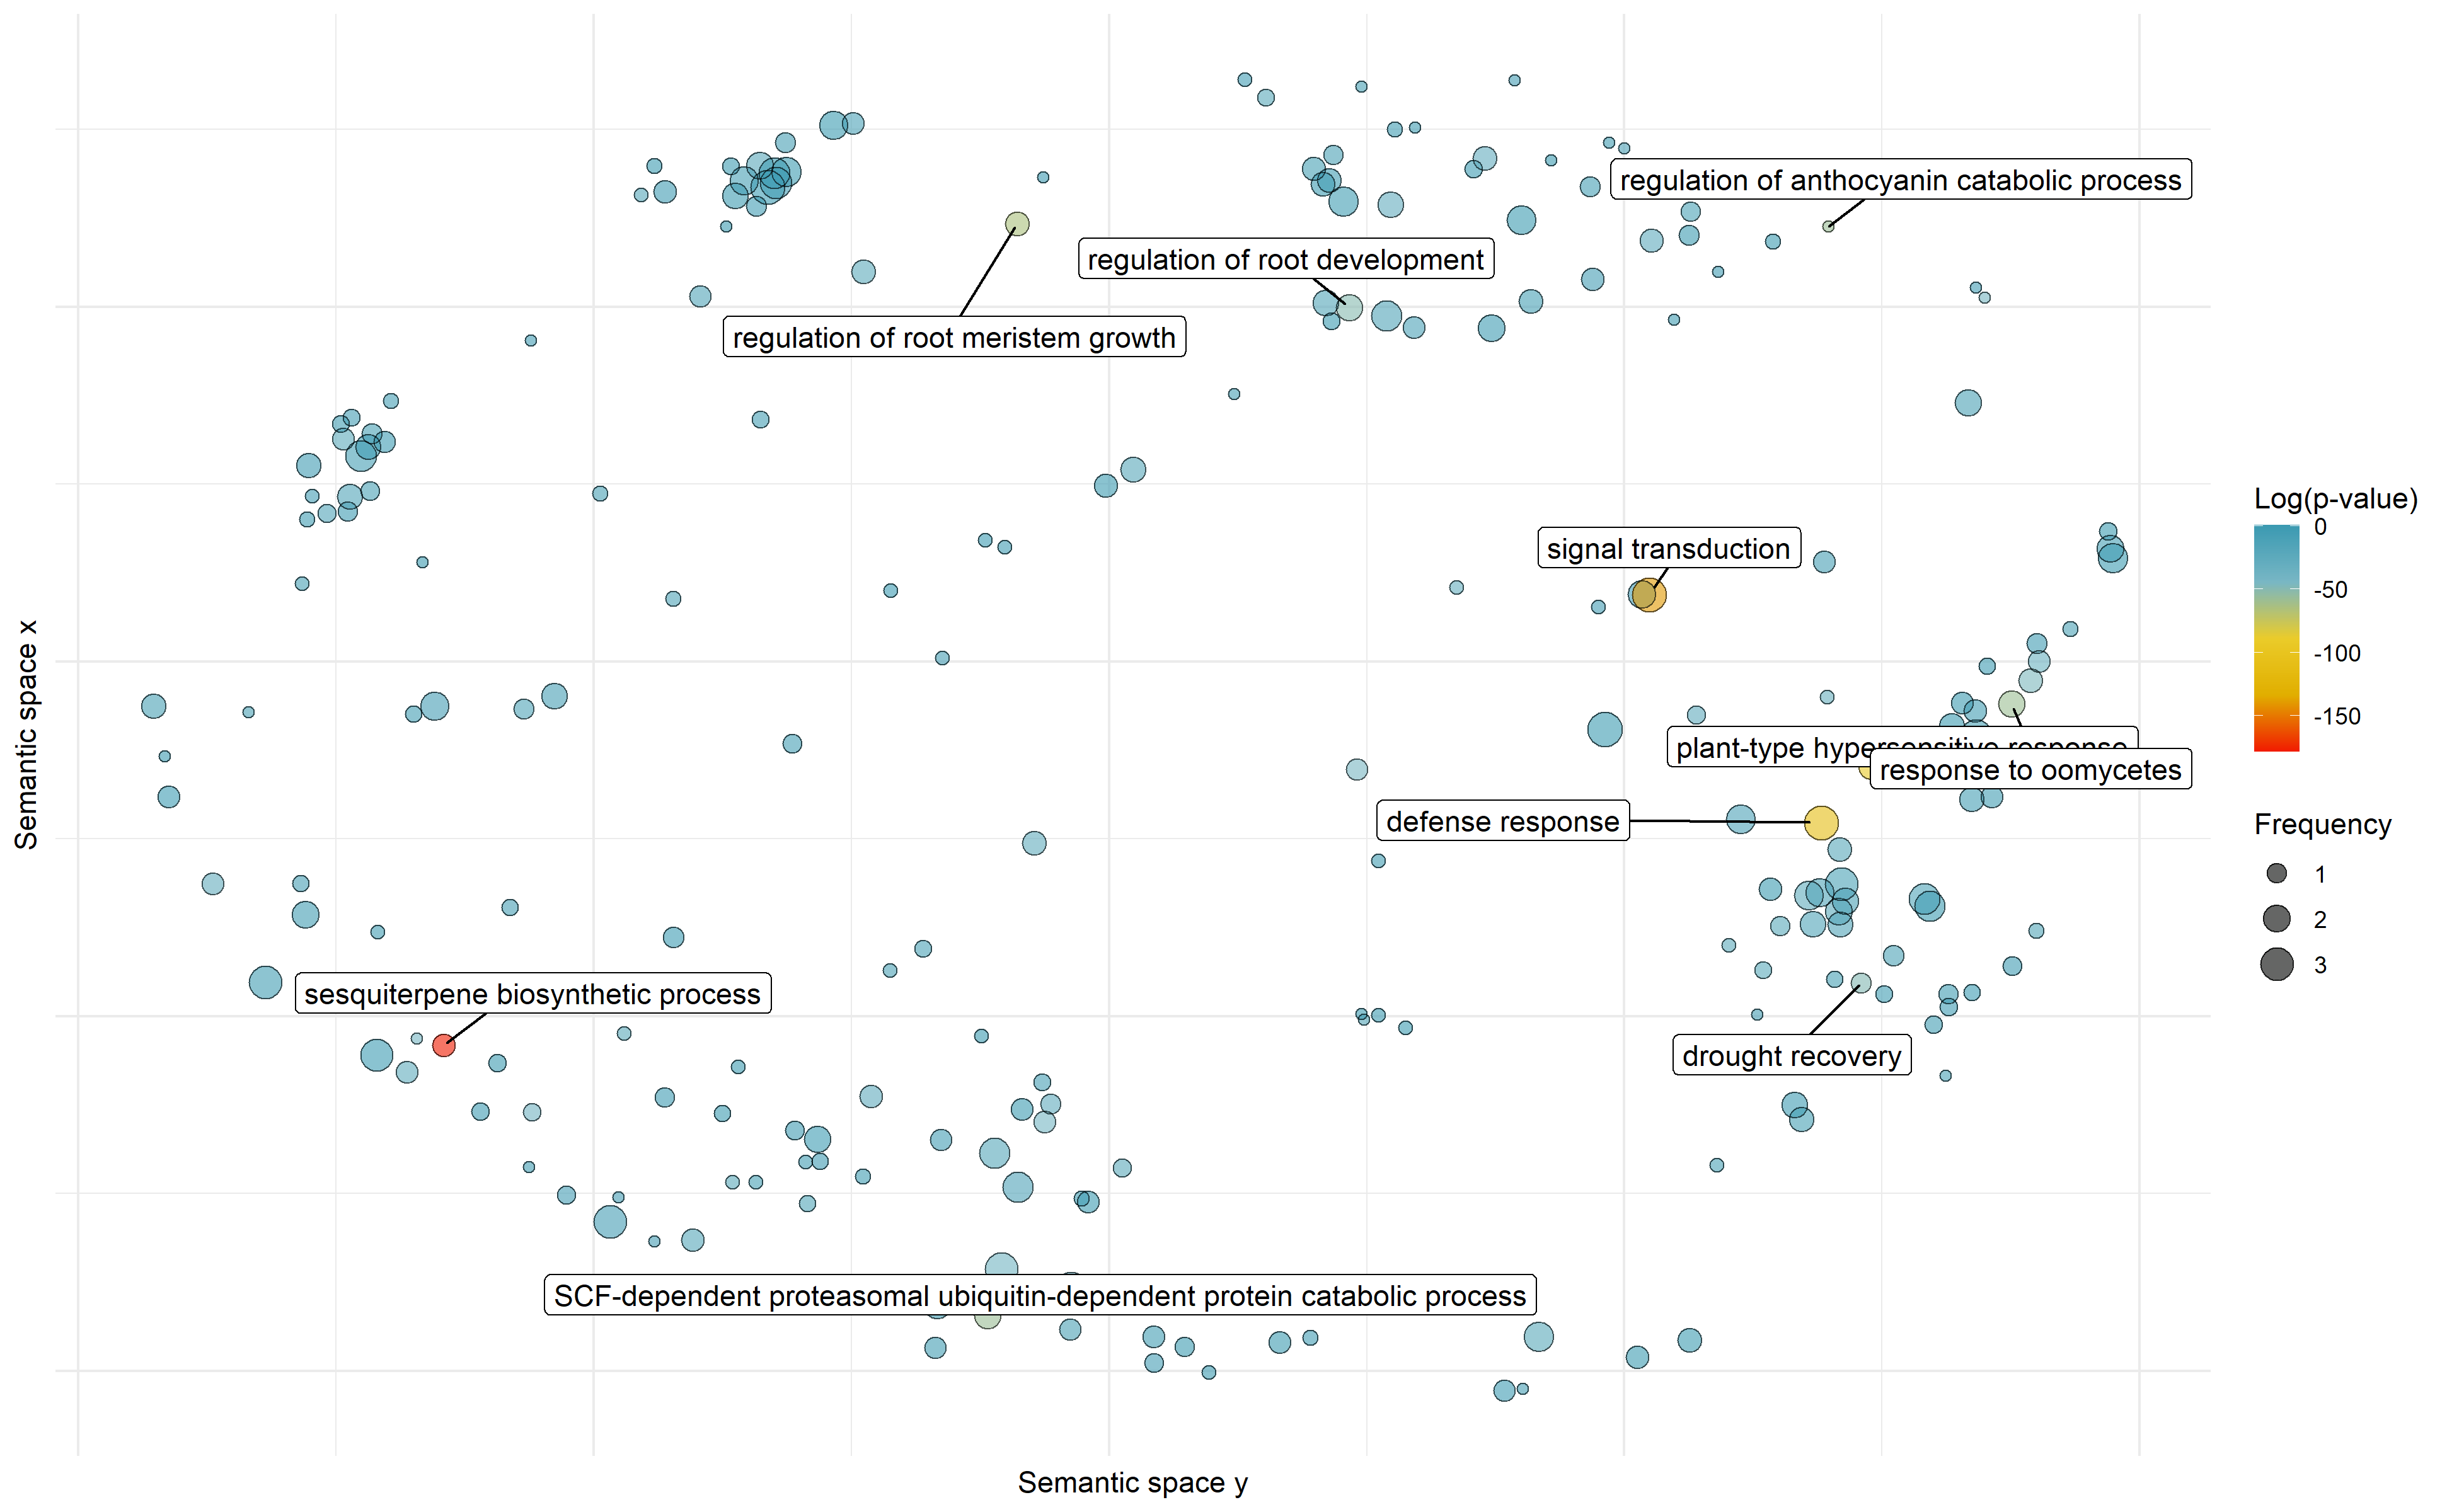 regulation of anthocyanin catabolic process
regulation of root development
regulation of root meristem growth
signal transduction
plant-type hypersensitive response
response to oomycetes
defense response
sesquiterpene biosynthetic process
drought recovery
SCF-dependent proteasomal ubiquitin-dependent protein catabolic process
Semantic space x
Semantic space y
Log(p-value)
0
-50
-100
-150
Frequency
1
2
3